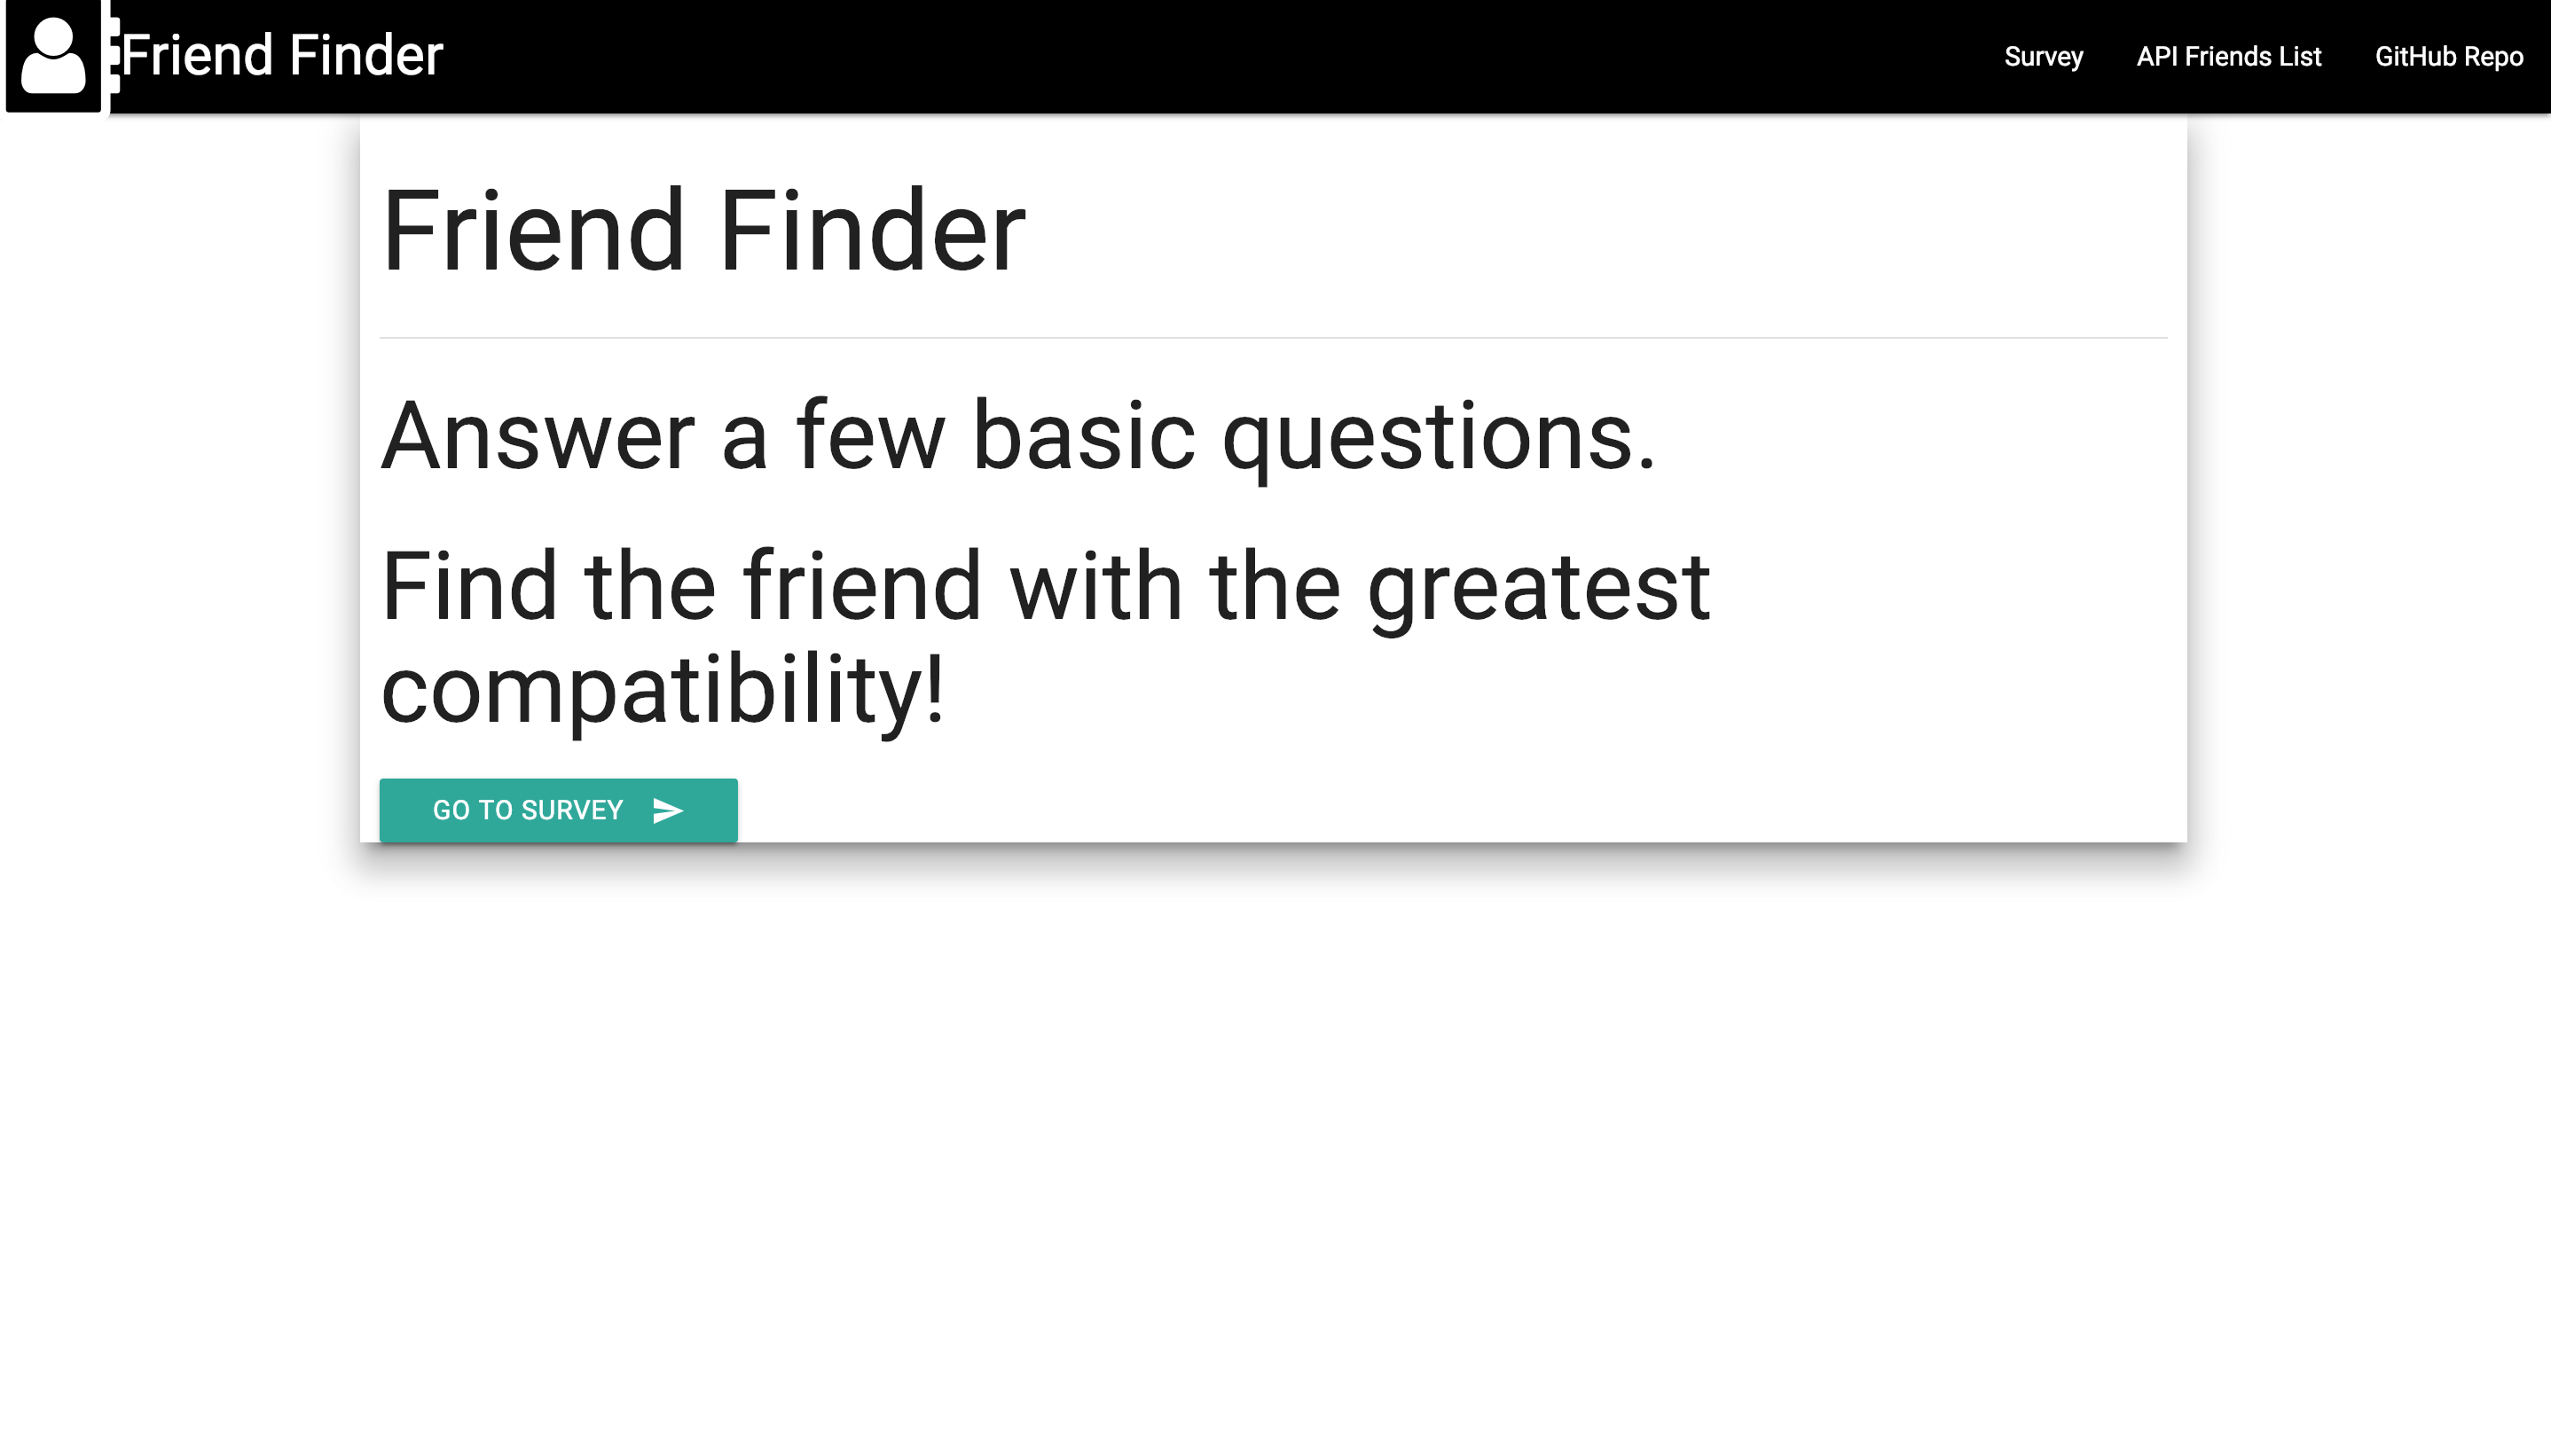 Friend Finder
Survey
API Friends List
GitHub Repo
Friend Finder
Answer a few basic questions.
Find the friend with the greatest
compatibility!
GO TO SURVEY